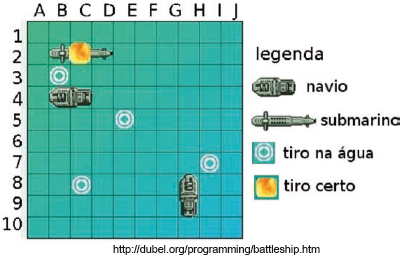 A B C D E F G H I J
1
2
3
4
5
6
7
8
9
10
legenda
navio
submarino
tiro na água
tiro certo
http://dubel.org/programming/battleship.htm